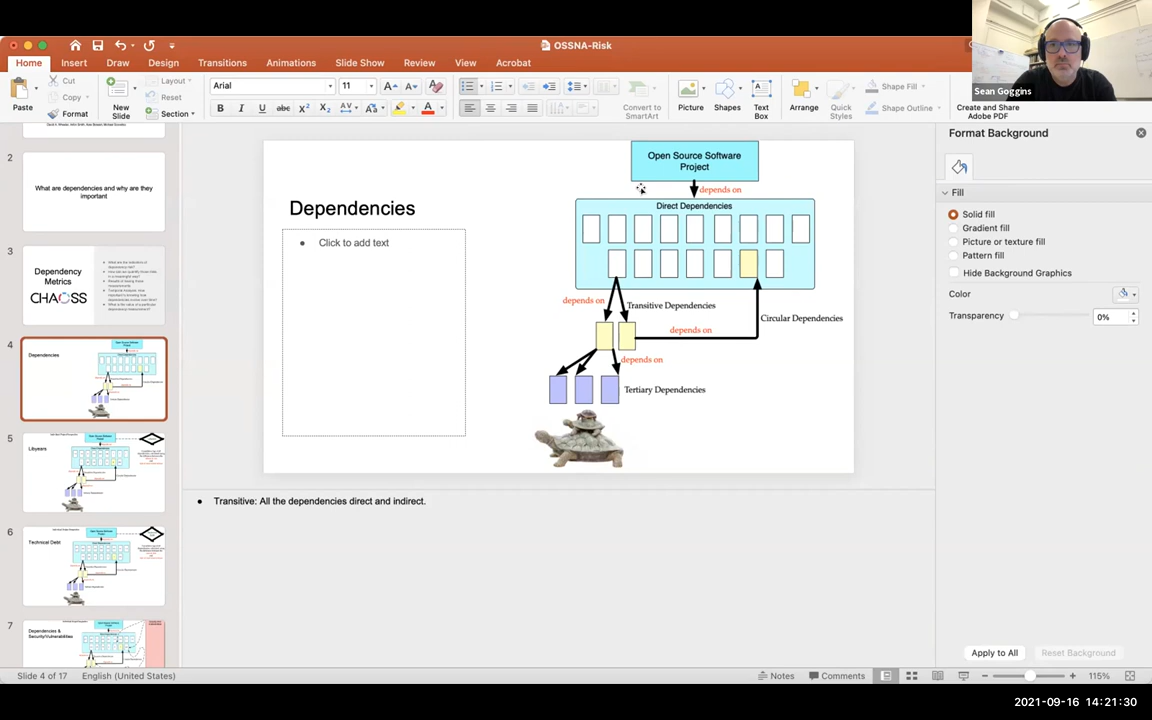 OSSNA-Risk
Sean Goggins
Home Insert Draw Design Transitions Animations Slide Show Review View Acrobat
Paste
Cut
Copy
Format
New Slide
Layout
Reset
Section
Arial 11
Convert to SmartArt
Picture
Shapes
Text Box
Arrange
Quick Styles
Shape Fill
Shape Outline
Create and Share Adobe PDF
2
What are dependencies and why are they
important
3
Dependency
Metrics
CHAOSS
4
Dependencies
5
Libyears
6
Technical Debt
7
Dependencies &
Security/Vulnerabilities
Dependencies
Click to add text
Open Source Software
Project
depends on
Direct Dependencies
depends on
Transitive Dependencies
Circular Dependencies
depends on
depends on
Tertiary Dependencies
Transitive: All the dependencies direct and indirect.
Format Background
Fill
Solid fill
Gradient fill
Picture or texture fill
Pattern fill
Hide Background Graphics
Color
Transparency 0%
Apply to All Reset Background
Slide 4 of 17 English (United States) Notes Comments 115%
2021-09-16 14:21:30